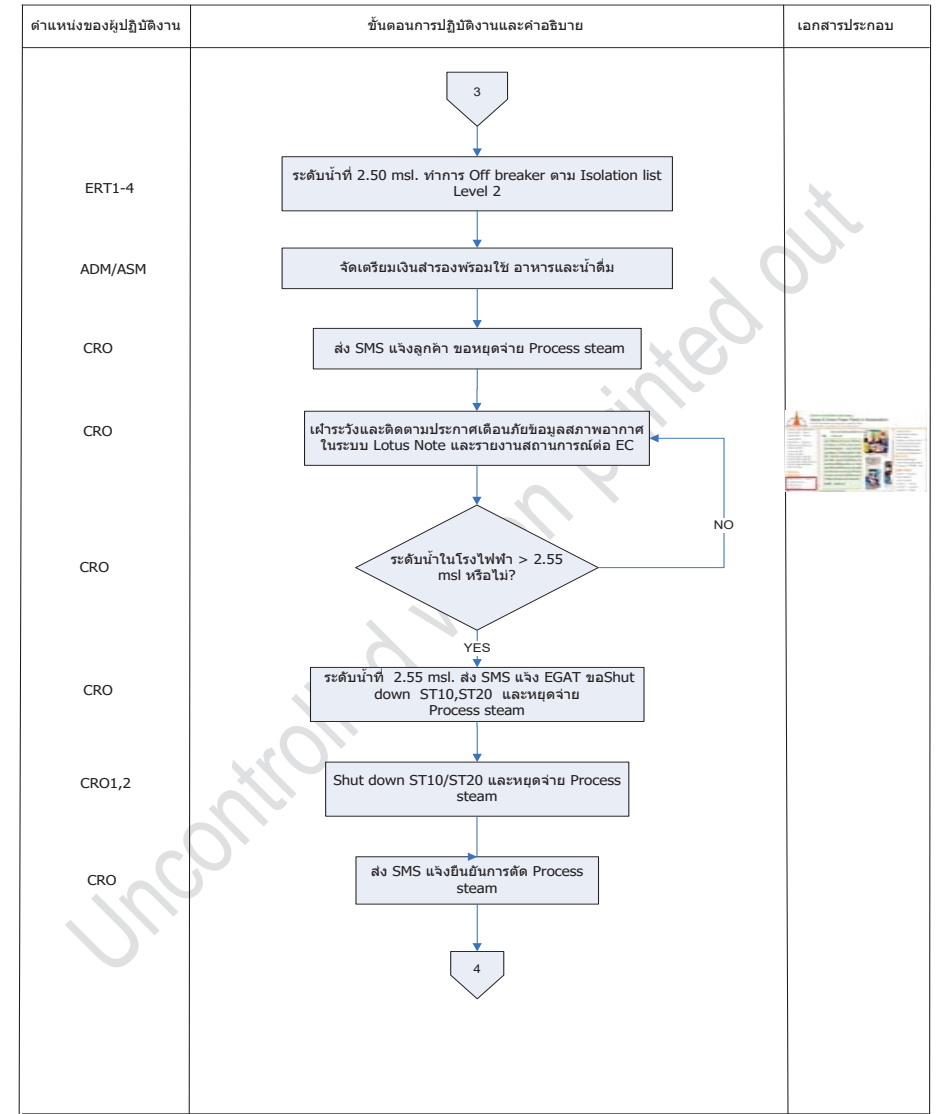 ตำแหน่งของผู้ปฏิบัติงาน
ขั้นตอนการปฏิบัติงานและคำอธิบาย
เอกสารประกอบ
3
ERT1-4
ระดับน้ำที่ 2.50 msl. ทำการ Off breaker ตาม Isolation list
Level 2
ADM/ASM
จัดเตรียมเงินสำรองพร้อมใช้ อาหารและน้ำดื่ม
CRO
ส่ง SMS แจ้งลูกค้า ขอหยุดจ่าย Process steam
CRO
เฝ้าระวังและติดตามประกาศเตือนภัยข้อมูลสภาพอากาศ
ในระบบ Lotus Note และรายงานสถานการณ์ต่อ EC
NO
CRO
ระดับน้ำในโรงไฟฟ้า > 2.55
msl หรือไม่?
YES
CRO
ระดับน้ำที่ 2.55 msl. ส่ง SMS แจ้ง EGAT ขอShut
down ST10,ST20 และหยุดจ่าย
Process steam
CRO1,2
Shut down ST10/ST20 และหยุดจ่าย Process
steam
CRO
ส่ง SMS แจ้งยืนยันการตัด Process
steam
4
Uncontrolled when printed out